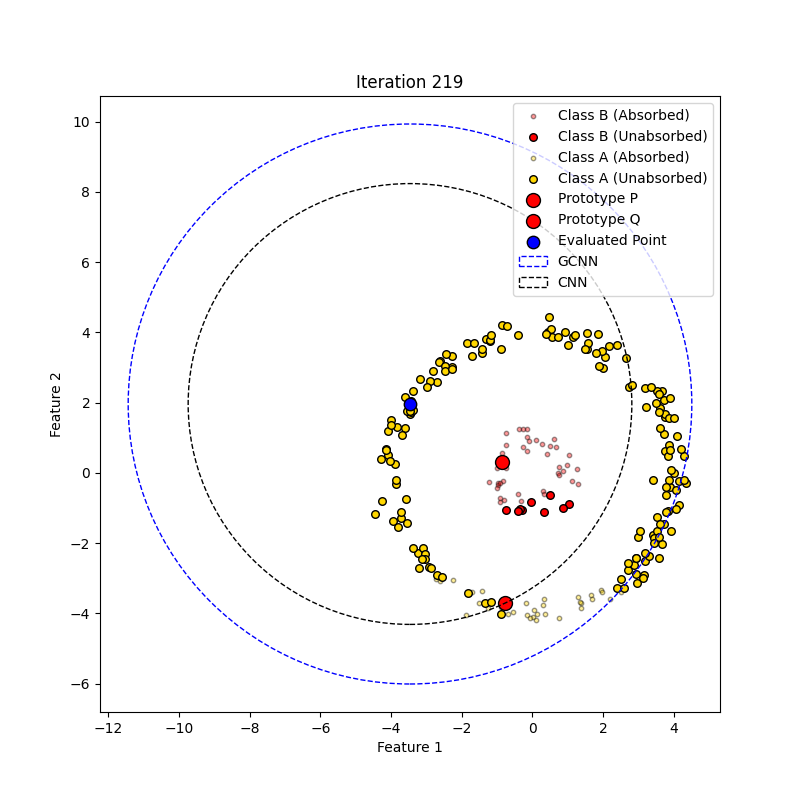 Iteration 219
Class B (Absorbed)
Class B (Unabsorbed)
Class A (Absorbed)
Class A (Unabsorbed)
Prototype P
Prototype Q
Evaluated Point
GCNN
CNN
10
8
6
4
2
0
−2
−4
−6
Feature 2
−12 −10 −8 −6 −4 −2 0 2 4
Feature 1